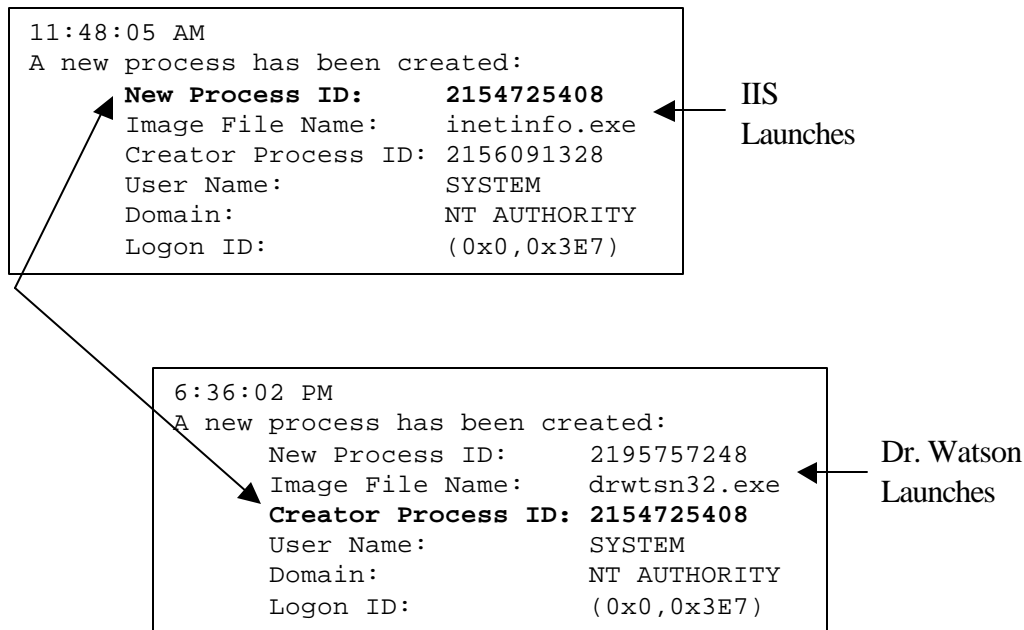 11:48:05 AM
A new process has been created:
New Process ID: 2154725408
Image File Name: inetinfo.exe
Creator Process ID: 2156091328
User Name: SYSTEM
Domain: NT AUTHORITY
Logon ID: (0x0,0x3E7)
IIS
Launches
6:36:02 PM
A new process has been created:
New Process ID: 2195757248
Image File Name: drwtsn32.exe
Creator Process ID: 2154725408
User Name: SYSTEM
Domain: NT AUTHORITY
Logon ID: (0x0,0x3E7)
Dr. Watson
Launches